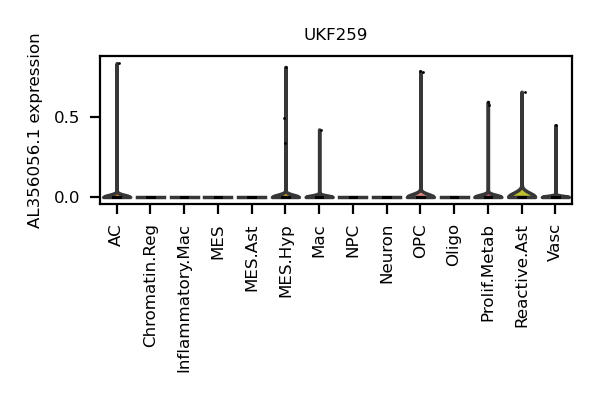 UKF259
AL356056.1 expression
0.5
0.0
AC
Chromatin.Reg
Inflammatory.Mac
MES
MES.Ast
MES.Hyp
Mac
NPC
Neuron
OPC
Oligo
Prolif.Metab
Reactive.Ast
Vasc